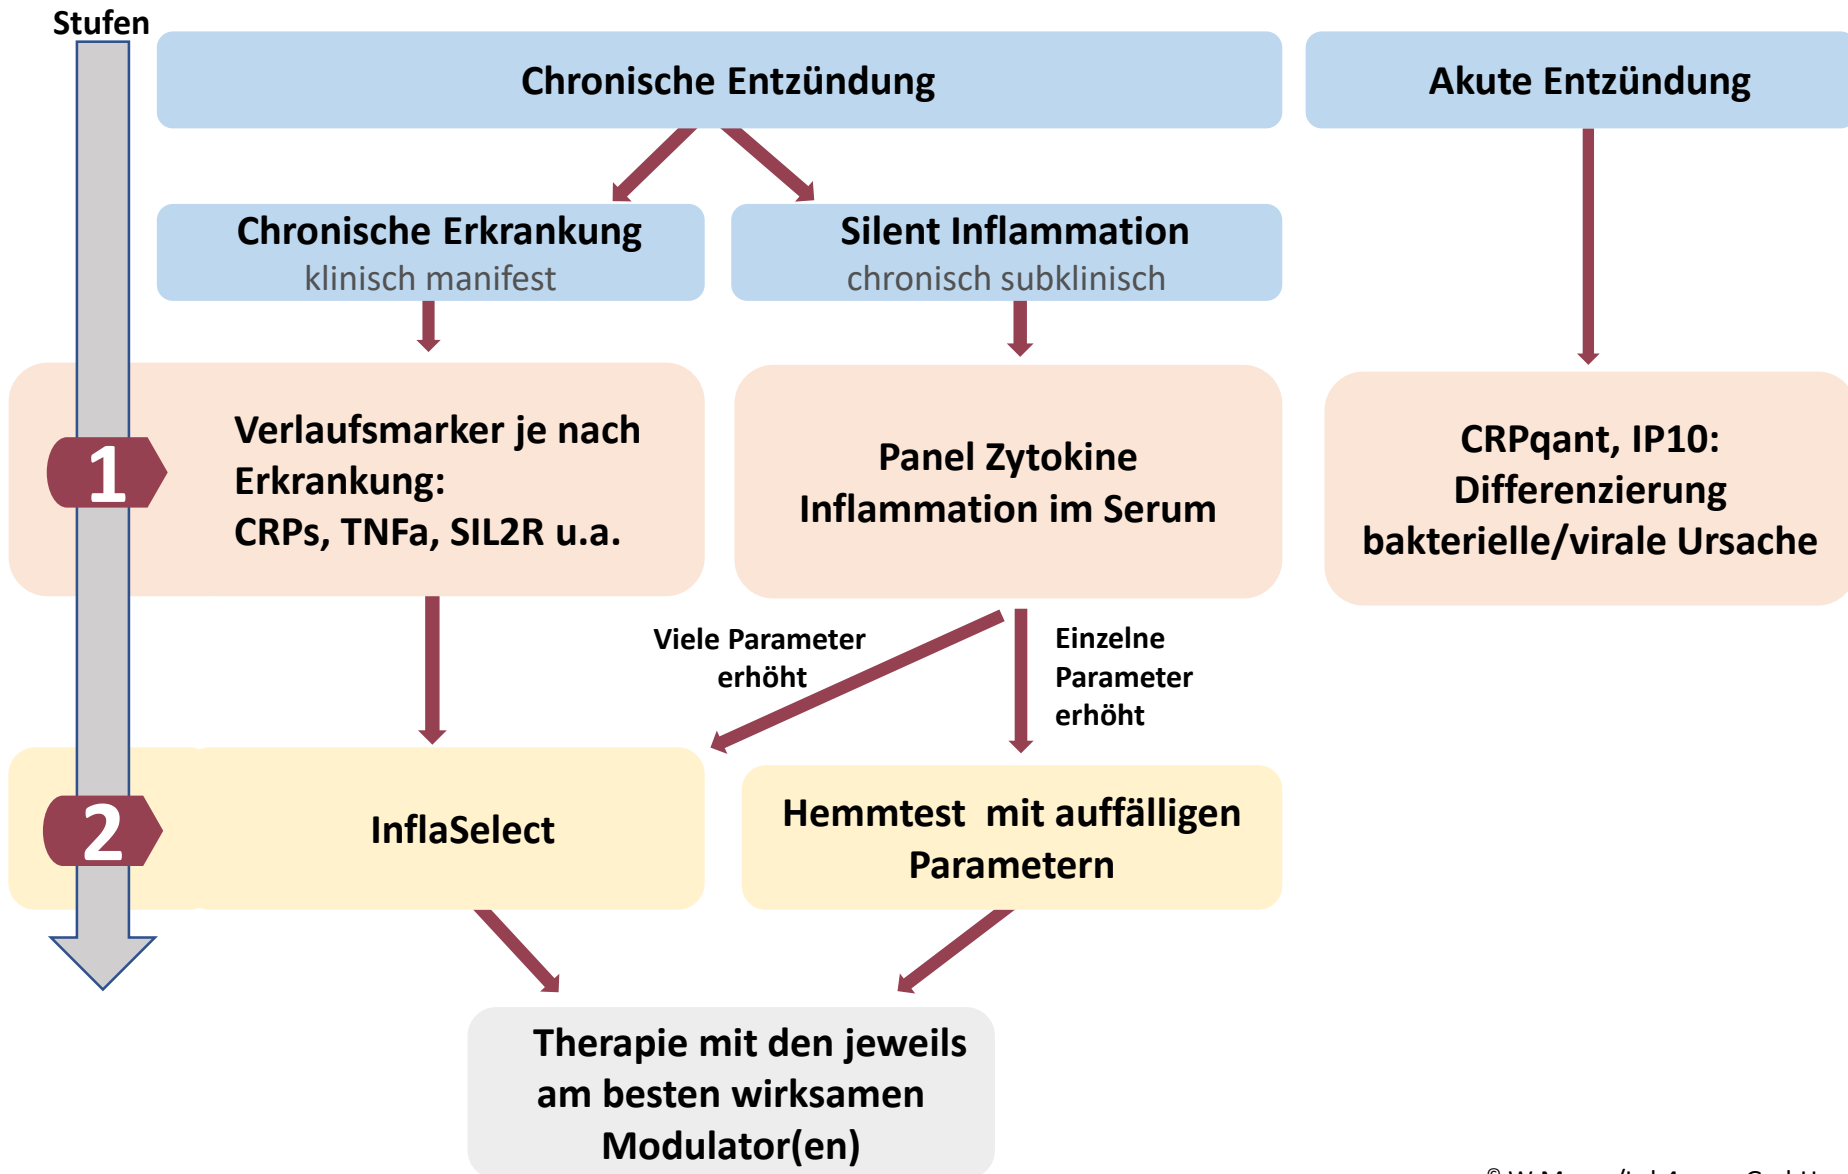 Stufen
Chronische Entzündung
Akute Entzündung
Chronische Erkrankung
klinisch manifest
Silent Inflammation
chronisch subklinisch
1
Verlaufsmarker je nach
Erkrankung:
CRPs, TNFa, SIL2R u.a.
Panel Zytokine
Inflammation im Serum
CRPqant, IP10:
Differenzierung
bakterielle/virale Ursache
Viele Parameter
erhöht
Einzelne
Parameter
erhöht
2
InflaSelect
Hemmtest mit auffälligen
Parametern
Therapie mit den jeweils
am besten wirksamen
Modulator(en)
©